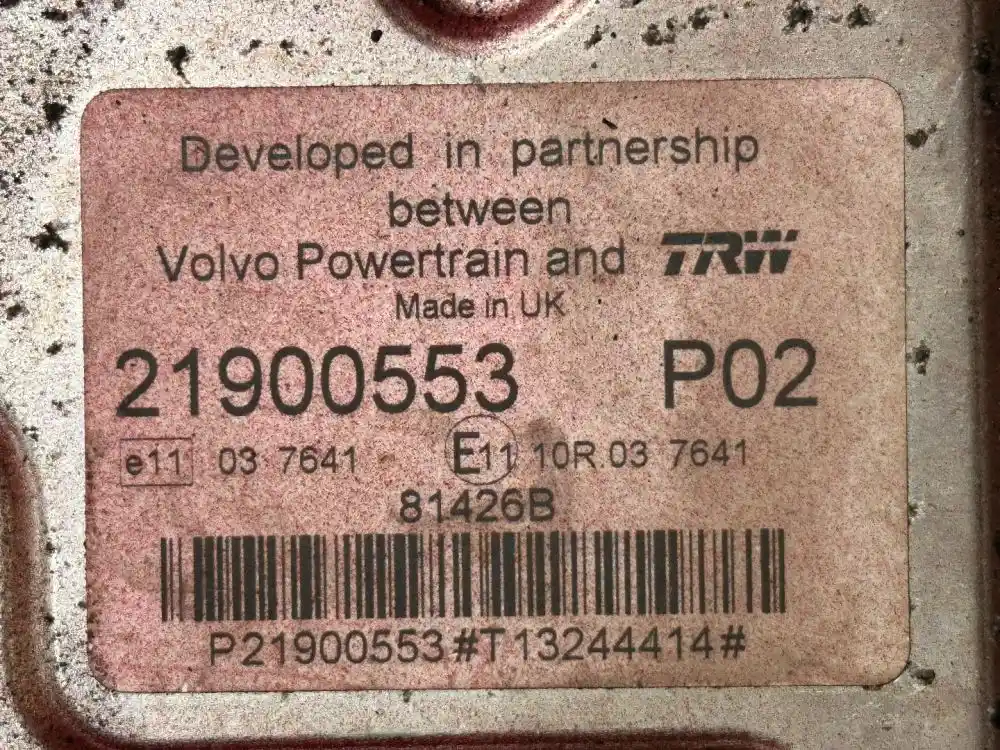 Developed in partnership
between
Volvo Powertrain and TRW
Made in UK
21900553 P02
e11 03 7641 E11 10R.03 7641
81426B
P21900553#T13244414#